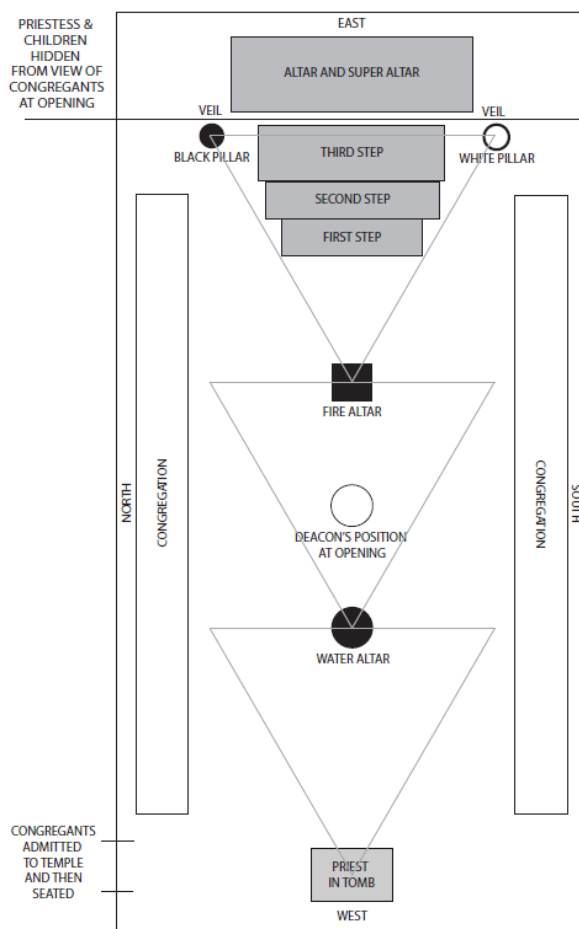 PRIESTESS &
CHILDREN
HIDDEN
FROM VIEW OF
CONGREGANTS
AT OPENING
EAST
ALTAR AND SUPER ALTAR
VEIL
VEIL
BLACK PILLAR
THIRD STEP
WHITE PILLAR
SECOND STEP
FIRST STEP
FIRE ALTAR
NORTH
CONGREGATION
CONGREGATION
SOUTH
DEACON'S POSITION
AT OPENING
WATER ALTAR
CONGREGANTS
ADMITTED
TO TEMPLE
AND THEN
SEATED
PRIEST
IN TOMB
WEST